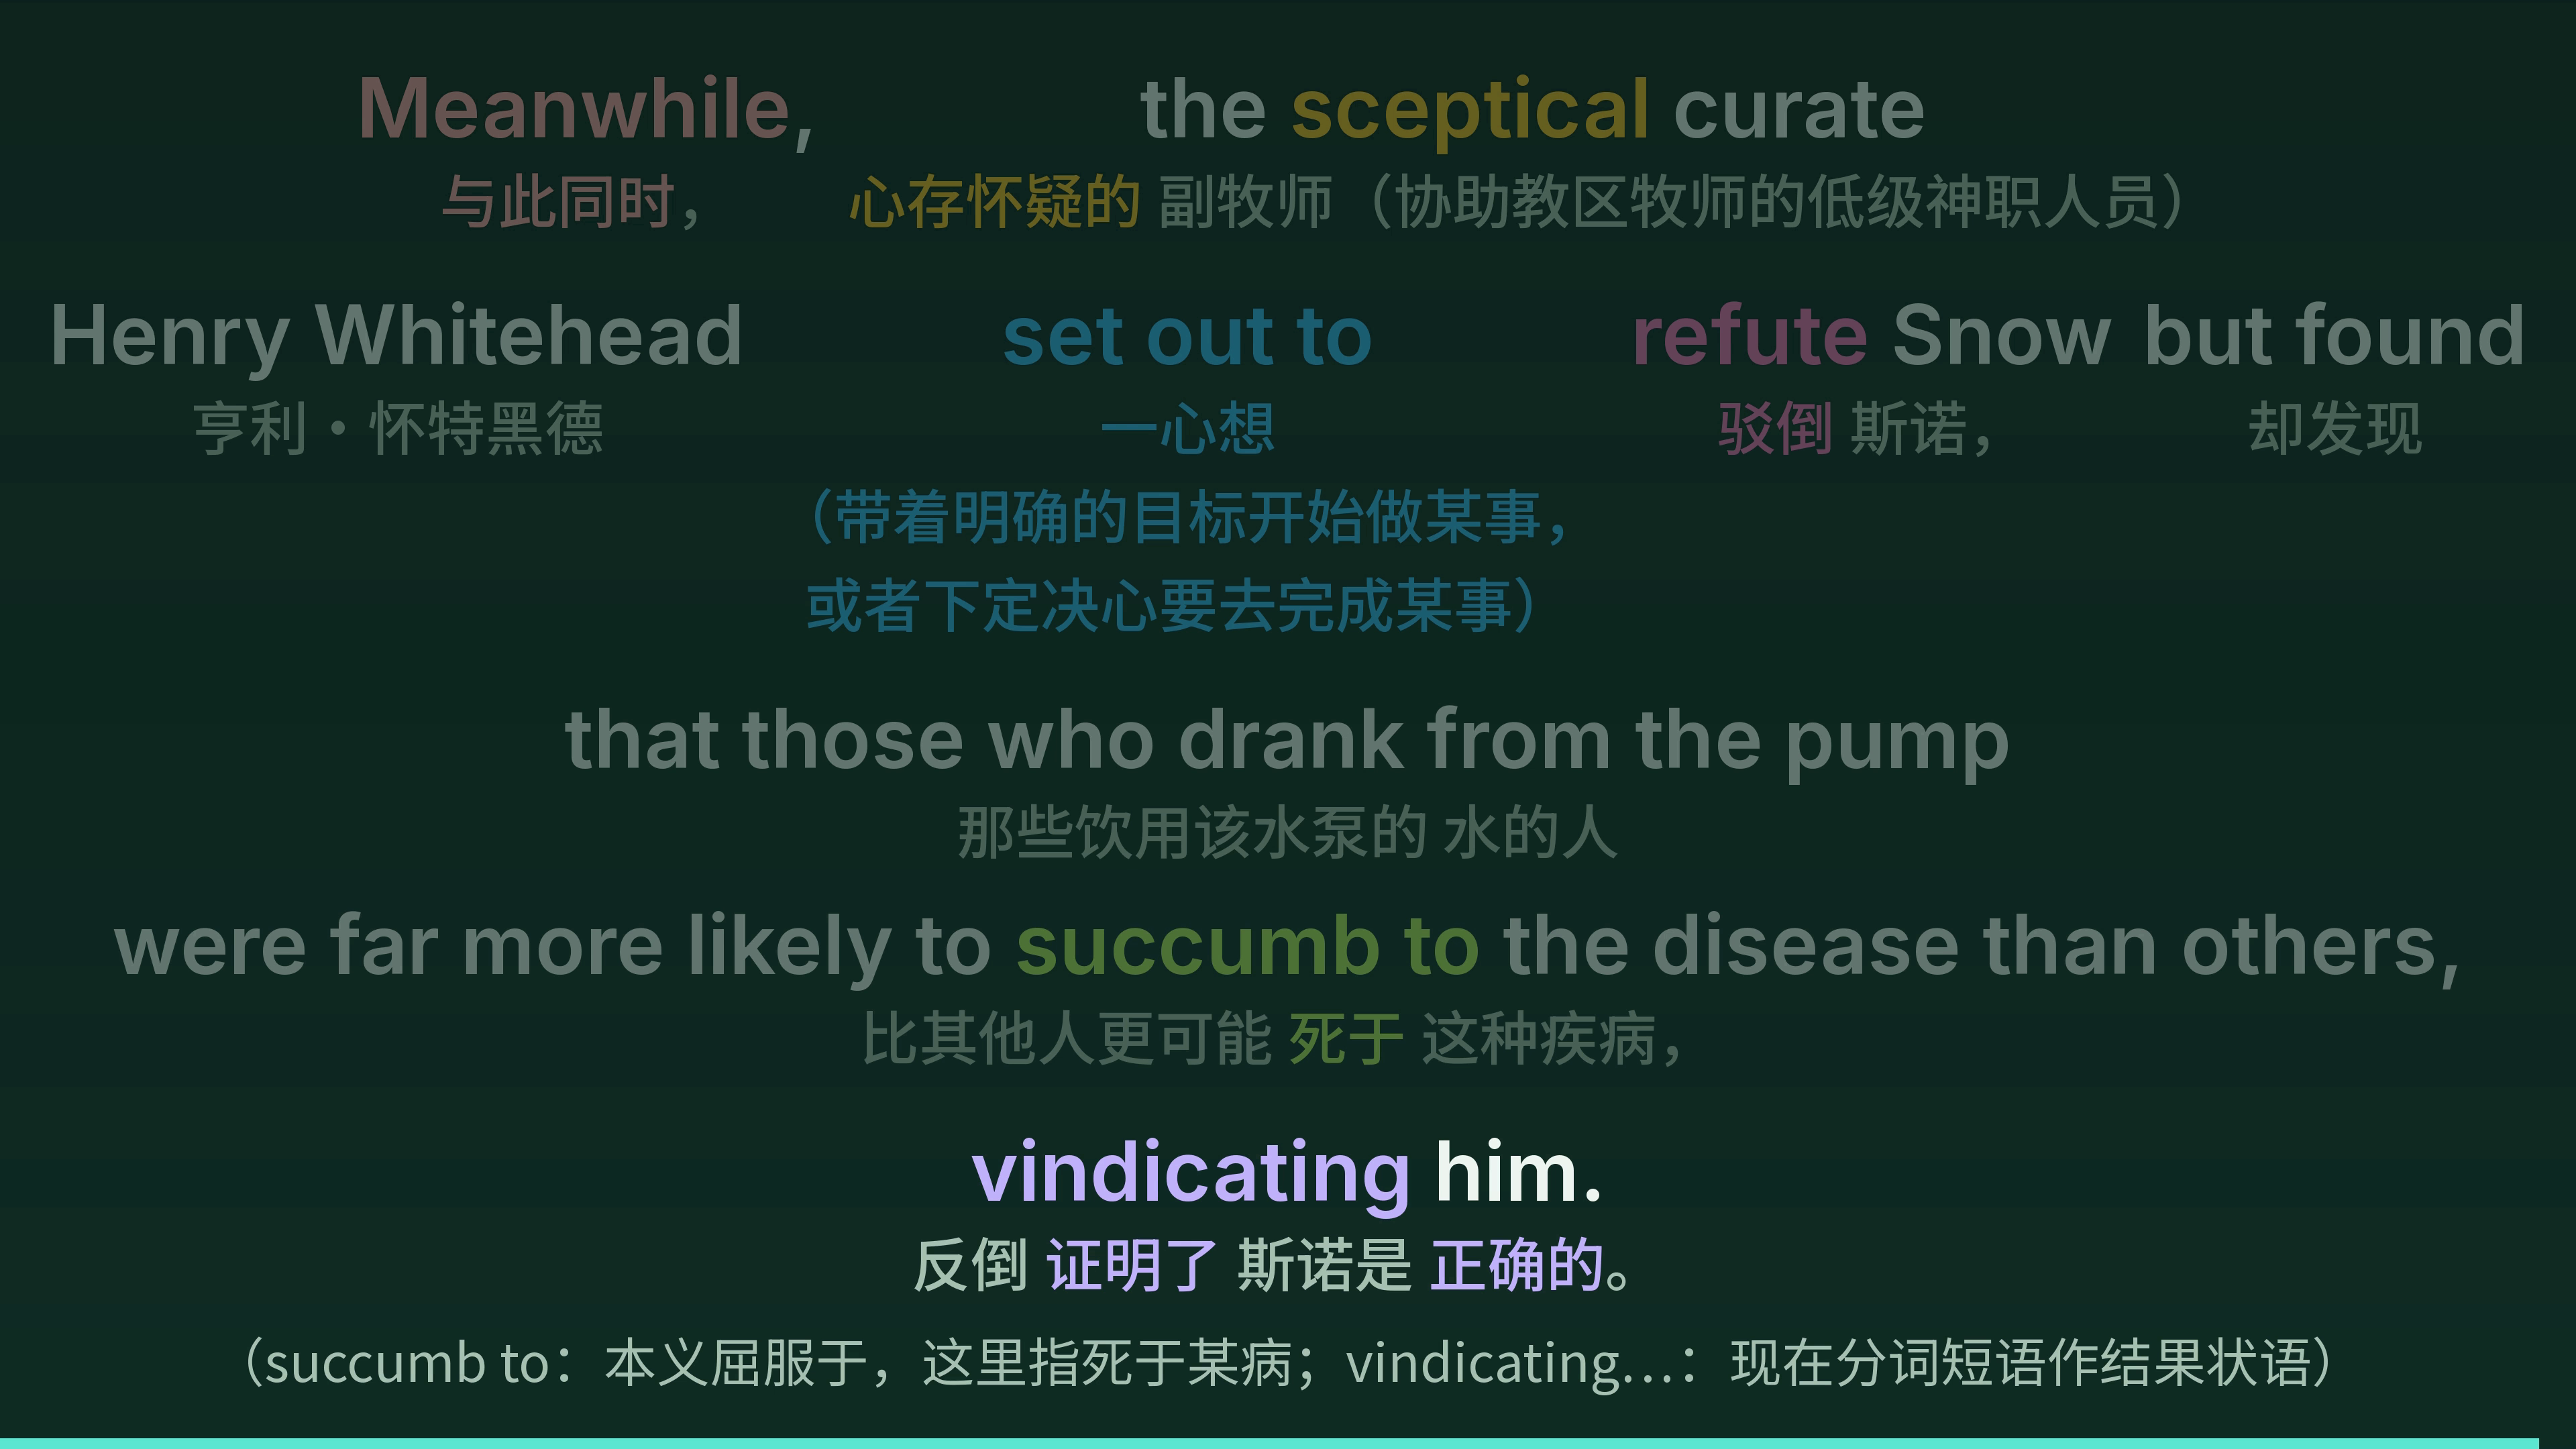 Meanwhile, the sceptical curate
与此同时， 心存怀疑的 副牧师（协助教区牧师的低级神职人员）
Henry Whitehead set out to refute Snow but found
亨利·怀特黑德 一心想 驳倒 斯诺， 却发现
（带着明确的目标开始做某事，
或者下定决心要去完成某事）
that those who drank from the pump
那些饮用该水泵的 水的人
were far more likely to succumb to the disease than others,
比其他人更可能 死于 这种疾病，
vindicating him.
反倒 证明了 斯诺是 正确的。
（succumb to：本义屈服于，这里指死于某病；vindicating…：现在分词短语作结果状语）